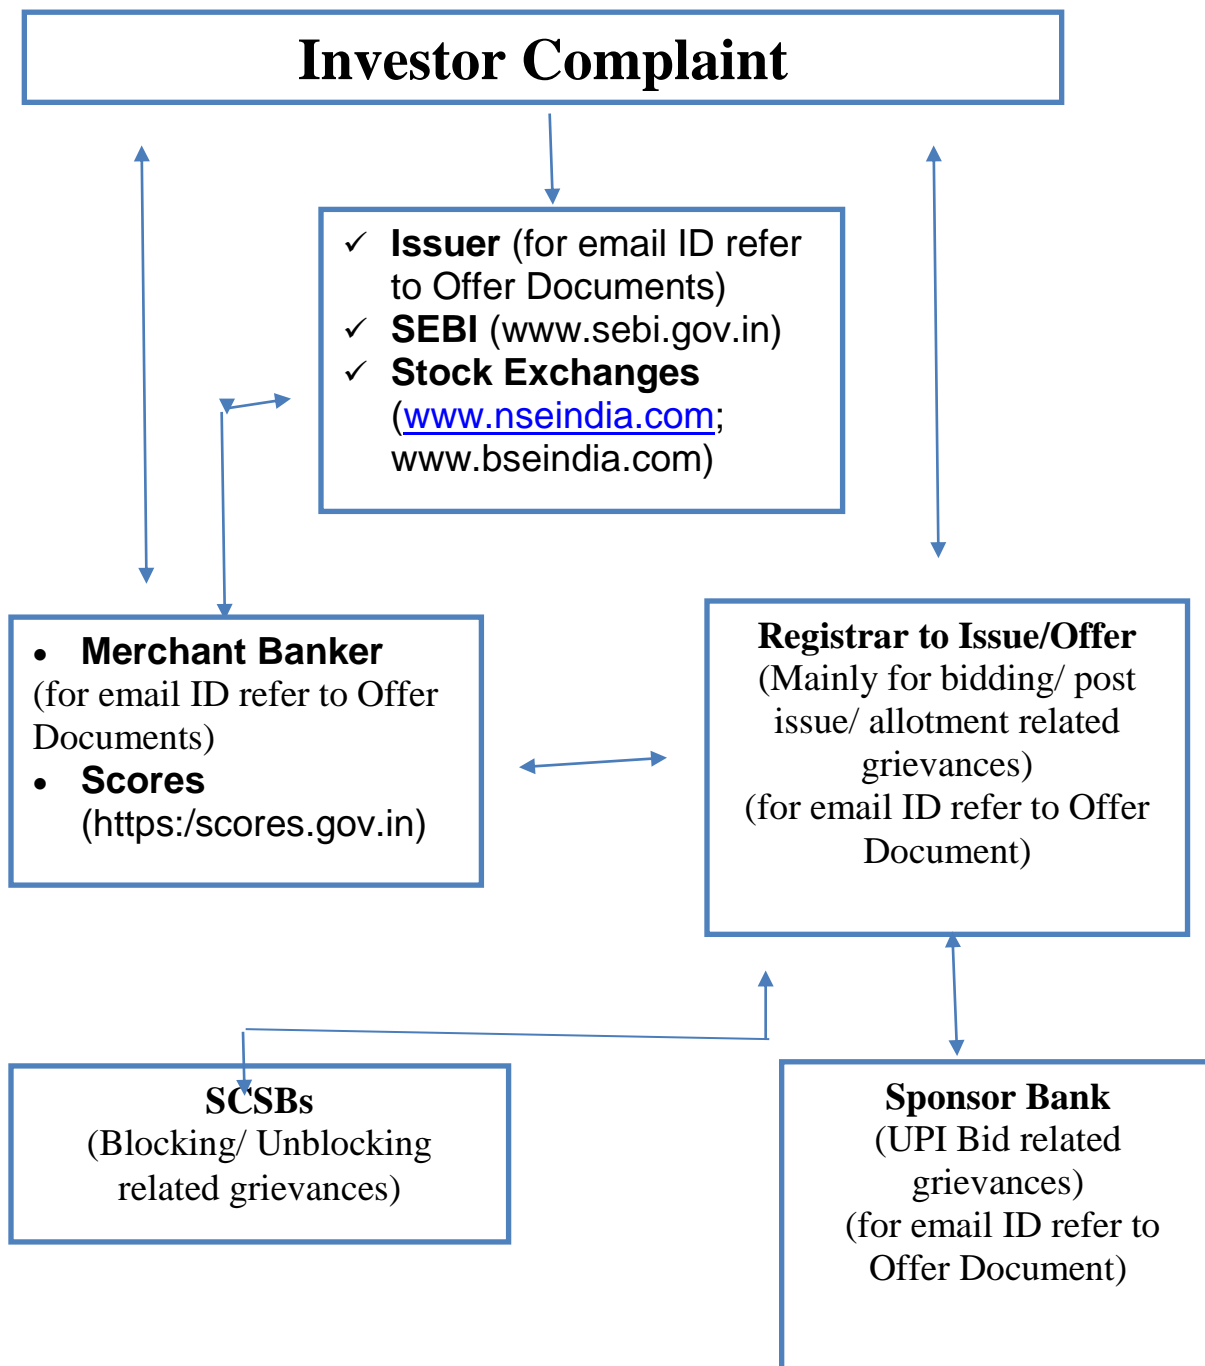 Investor Complaint
✓ Issuer (for email ID refer
to Offer Documents)
✓ SEBI (www.sebi.gov.in)
✓ Stock Exchanges
(www.nseindia.com;
www.bseindia.com)
• Merchant Banker
(for email ID refer to Offer
Documents)
• Scores
(https:/scores.gov.in)
Registrar to Issue/Offer
(Mainly for bidding/ post
issue/ allotment related
grievances)
(for email ID refer to Offer
Document)
SCSBs
(Blocking/ Unblocking
related grievances)
Sponsor Bank
(UPI Bid related
grievances)
(for email ID refer to
Offer Document)